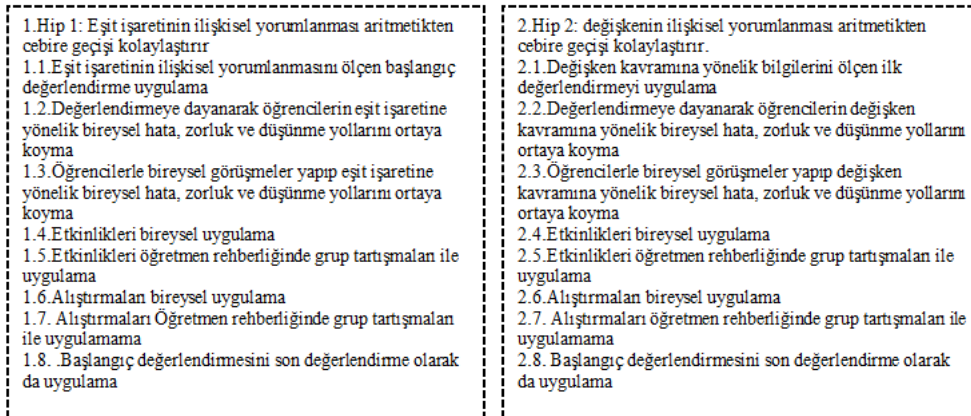 1.Hip 1: Eşit işaretinin ilişkisel yorumlanması aritmetikten
cebire geçişi kolaylaştırır
1.1.Eşit işaretinin ilişkisel yorumlanmasını ölçen başlangıç
değerlendirme uygulama
1.2.Değerlendirmeye dayanarak öğrencilerin eşit işaretine
yönelik bireysel hata, zorluk ve düşünme yollarını ortaya
koyma
1.3.Öğrencilerle bireysel görüşmeler yapıp eşit işaretine
yönelik bireysel hata, zorluk ve düşünme yollarını ortaya
koyma
1.4.Etkinlikleri bireysel uygulama
1.5.Etkinlikleri öğretmen rehberliğinde grup tartışmaları ile
uygulama
1.6.Alıştırmaları bireysel uygulama
1.7. Alıştırmaları Öğretmen rehberliğinde grup tartışmaları
ile uygulamama
1.8. .Başlangıç değerlendirmesini son değerlendirme olarak
da uygulama
2.Hip 2: değişkenin ilişkisel yorumlanması aritmetikten
cebire geçişi kolaylaştırır.
2.1.Değişken kavramına yönelik bilgilerini ölçen ilk
değerlendirmeyi uygulama
2.2.Değerlendirmeye dayanarak öğrencilerin değişken
kavramına yönelik bireysel hata, zorluk ve düşünme yollarını
ortaya koyma
2.3.Öğrencilerle bireysel görüşmeler yapıp değişken
kavramına yönelik bireysel hata, zorluk ve düşünme yollarını
ortaya koyma
2.4.Etkinlikleri bireysel uygulama
2.5.Etkinlikleri öğretmen rehberliğinde grup tartışmaları ile
uygulama
2.6.Alıştırmaları bireysel uygulama
2.7. Alıştırmaları öğretmen rehberliğinde grup tartışmaları ile
uygulamama
2.8. Başlangıç değerlendirmesini son değerlendirme olarak
da uygulama